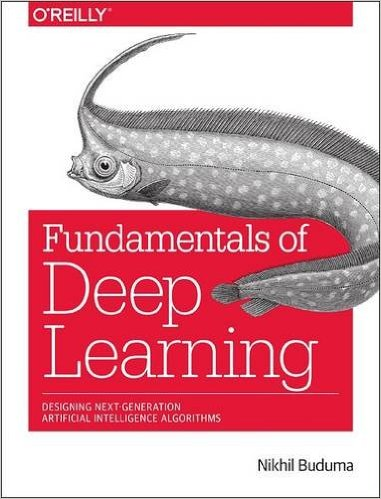 O'REILLY®
Fundamentals of
Deep
Learning
DESIGNING NEXT-GENERATION
ARTIFICIAL INTELLIGENCE ALGORITHMS
Nikhil Buduma